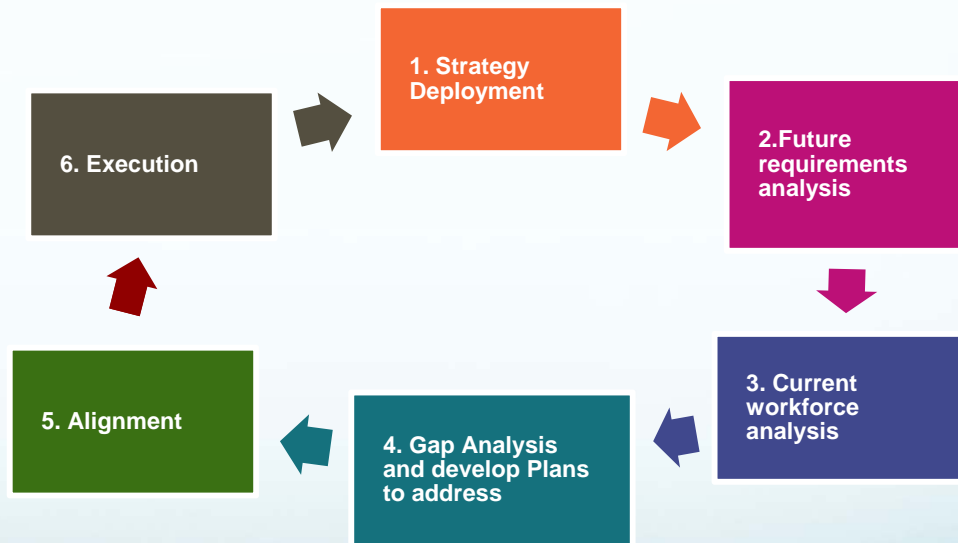 1. Strategy
Deployment
2.Future
requirements
analysis
3. Current
workforce
analysis
4. Gap Analysis
and develop Plans
to address
5. Alignment
6. Execution